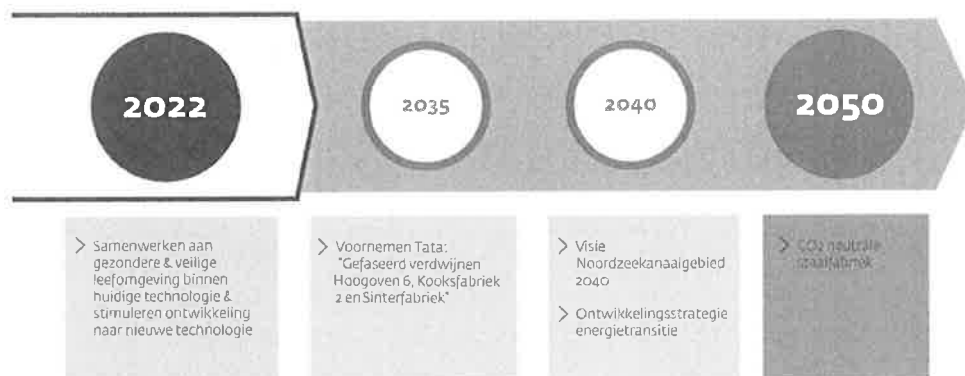 2022
2035
2040
2050
> Samenwerken aan
gezondere & veilige
leefomgeving binnen
huidige technologie &
stimuleren ontwikkeling
naar nieuwe technologie
> Voornemen Tata:
"Gefaseerd verdwijnen
Hoogoven 6, Kooksfabriek
2 en Sinterfabriek"
> Visie
Noordzeekanaalgebied
2040
> Ontwikkelingsstrategie
energietransitie
> CO2 neutrale
staalfabriek